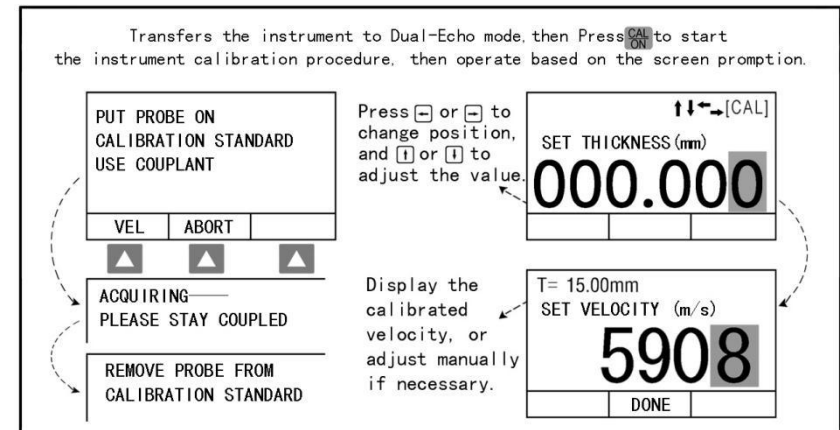 Transfers the instrument to Dual-Echo mode, then Press CAL ON to start
the instrument calibration procedure, then operate based on the screen promption.
PUT PROBE ON
CALIBRATION STANDARD
USE COUPLANT
VEL ABORT
ACQUIRING——
PLEASE STAY COUPLED
REMOVE PROBE FROM
CALIBRATION STANDARD
Press ← or → to
change position,
and ↑ or ↓ to
adjust the value.
↑↓←→[CAL]
SET THICKNESS(mm)
000.000
Display the
calibrated
velocity, or
adjust manually
if necessary.
T= 15.00mm
SET VELOCITY (m/s)
5908
DONE